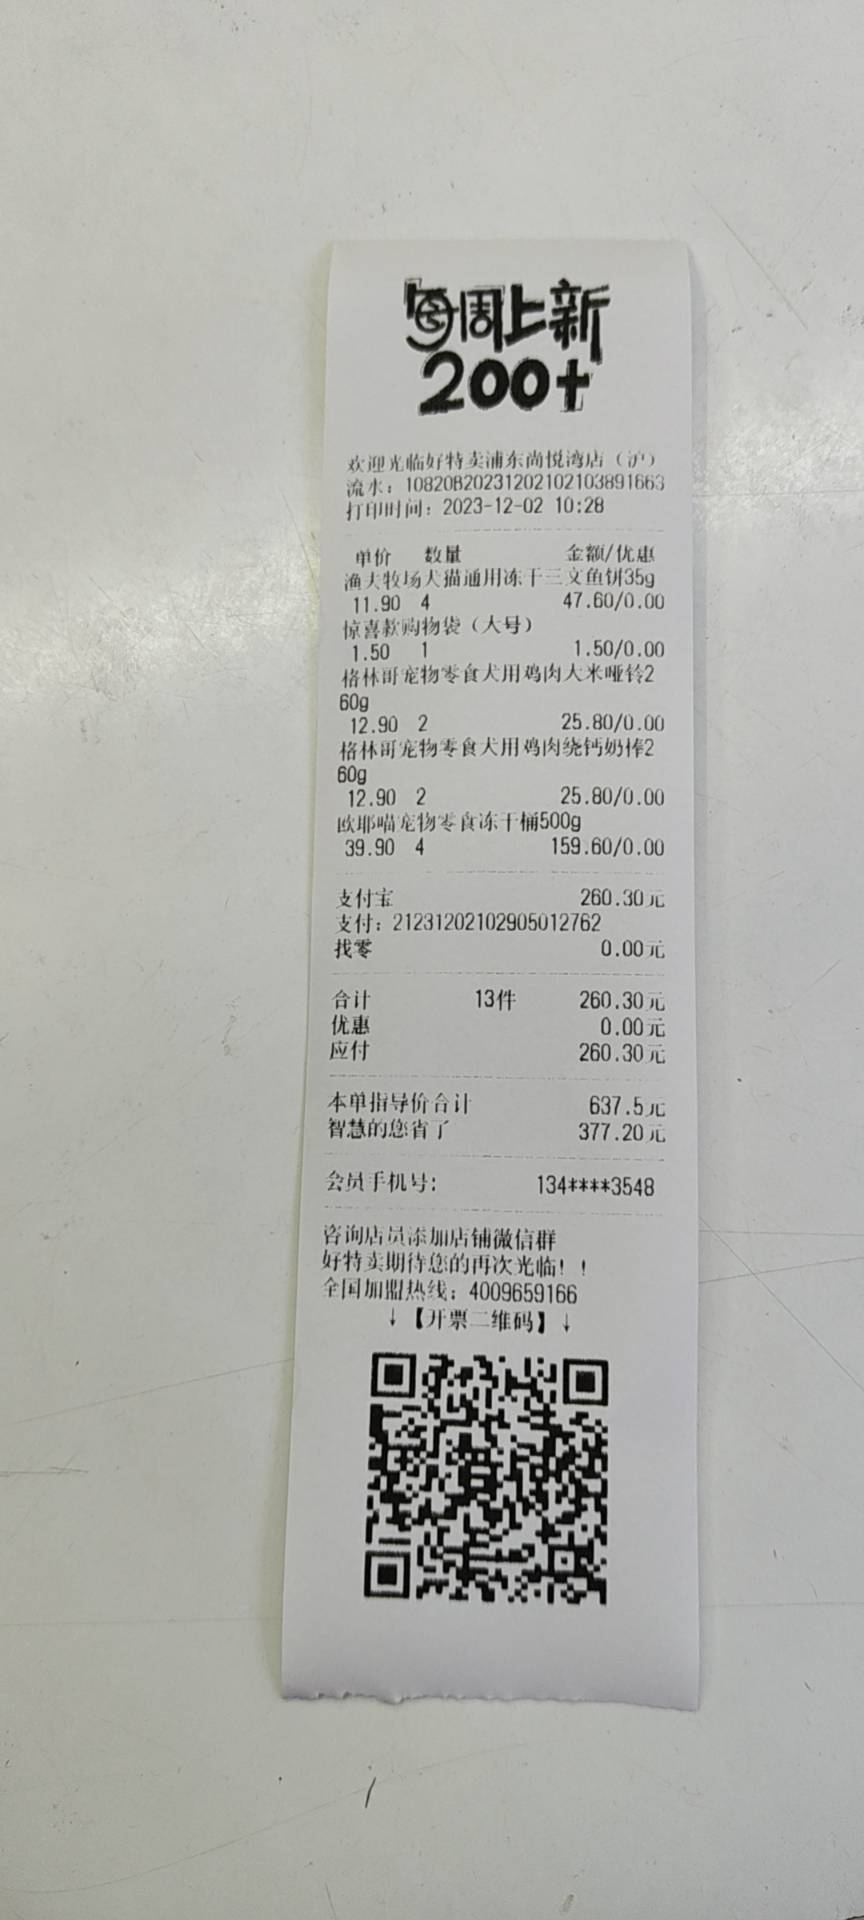 每周上新
200+
欢迎光临好特卖浦东尚悦湾店（沪）
流水：10820B202312021021038​91663
打印时间：2023-12-02 10:28
单价 数量 金额/优惠
渔夫牧场犬猫通用冻干三文鱼饼35g
11.90 4 47.60/0.00
惊喜款购物袋（大号）
1.50 1 1.50/0.00
格林哥宠物零食犬用鸡肉大米哑铃2
60g
12.90 2 25.80/0.00
格林哥宠物零食犬用鸡肉绕钙奶棒2
60g
12.90 2 25.80/0.00
欧耶喵宠物零食冻干桶500g
39.90 4 159.60/0.00
支付宝 260.30元
支付：21231202102905012762
找零 0.00元
合计 13件 260.30元
优惠 0.00元
应付 260.30元
本单指导价合计 637.5元
智慧的您省了 377.20元
会员手机号： 134****3548
咨询店员添加店铺微信群
好特卖期待您的再次光临！！
全国加盟热线：4009659166
↓【开票二维码】↓